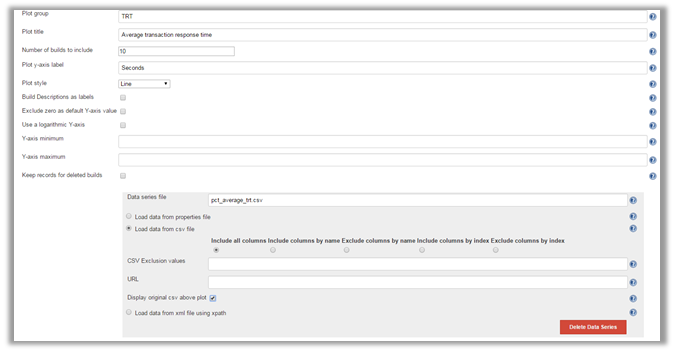 Plot group TRT
Plot title Average transaction response time
Number of builds to include 10
Plot y-axis label Seconds
Plot style Line
Build Descriptions as labels
Exclude zero as default Y-axis value
Use a logarithmic Y-axis
Y-axis minimum
Y-axis maximum
Keep records for deleted builds
Data series file pct_average_trt.csv
Load data from properties file
Load data from csv file
Include all columns Include columns by name Exclude columns by name Include columns by index Exclude columns by index
CSV Exclusion values
URL
Display original csv above plot
Load data from xml file using xpath
Delete Data Series